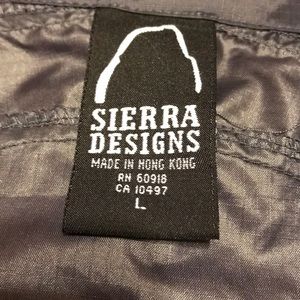 SIERRA
DESIGNS
MADE IN HONG KONG
RN 60918
CA 10497
L